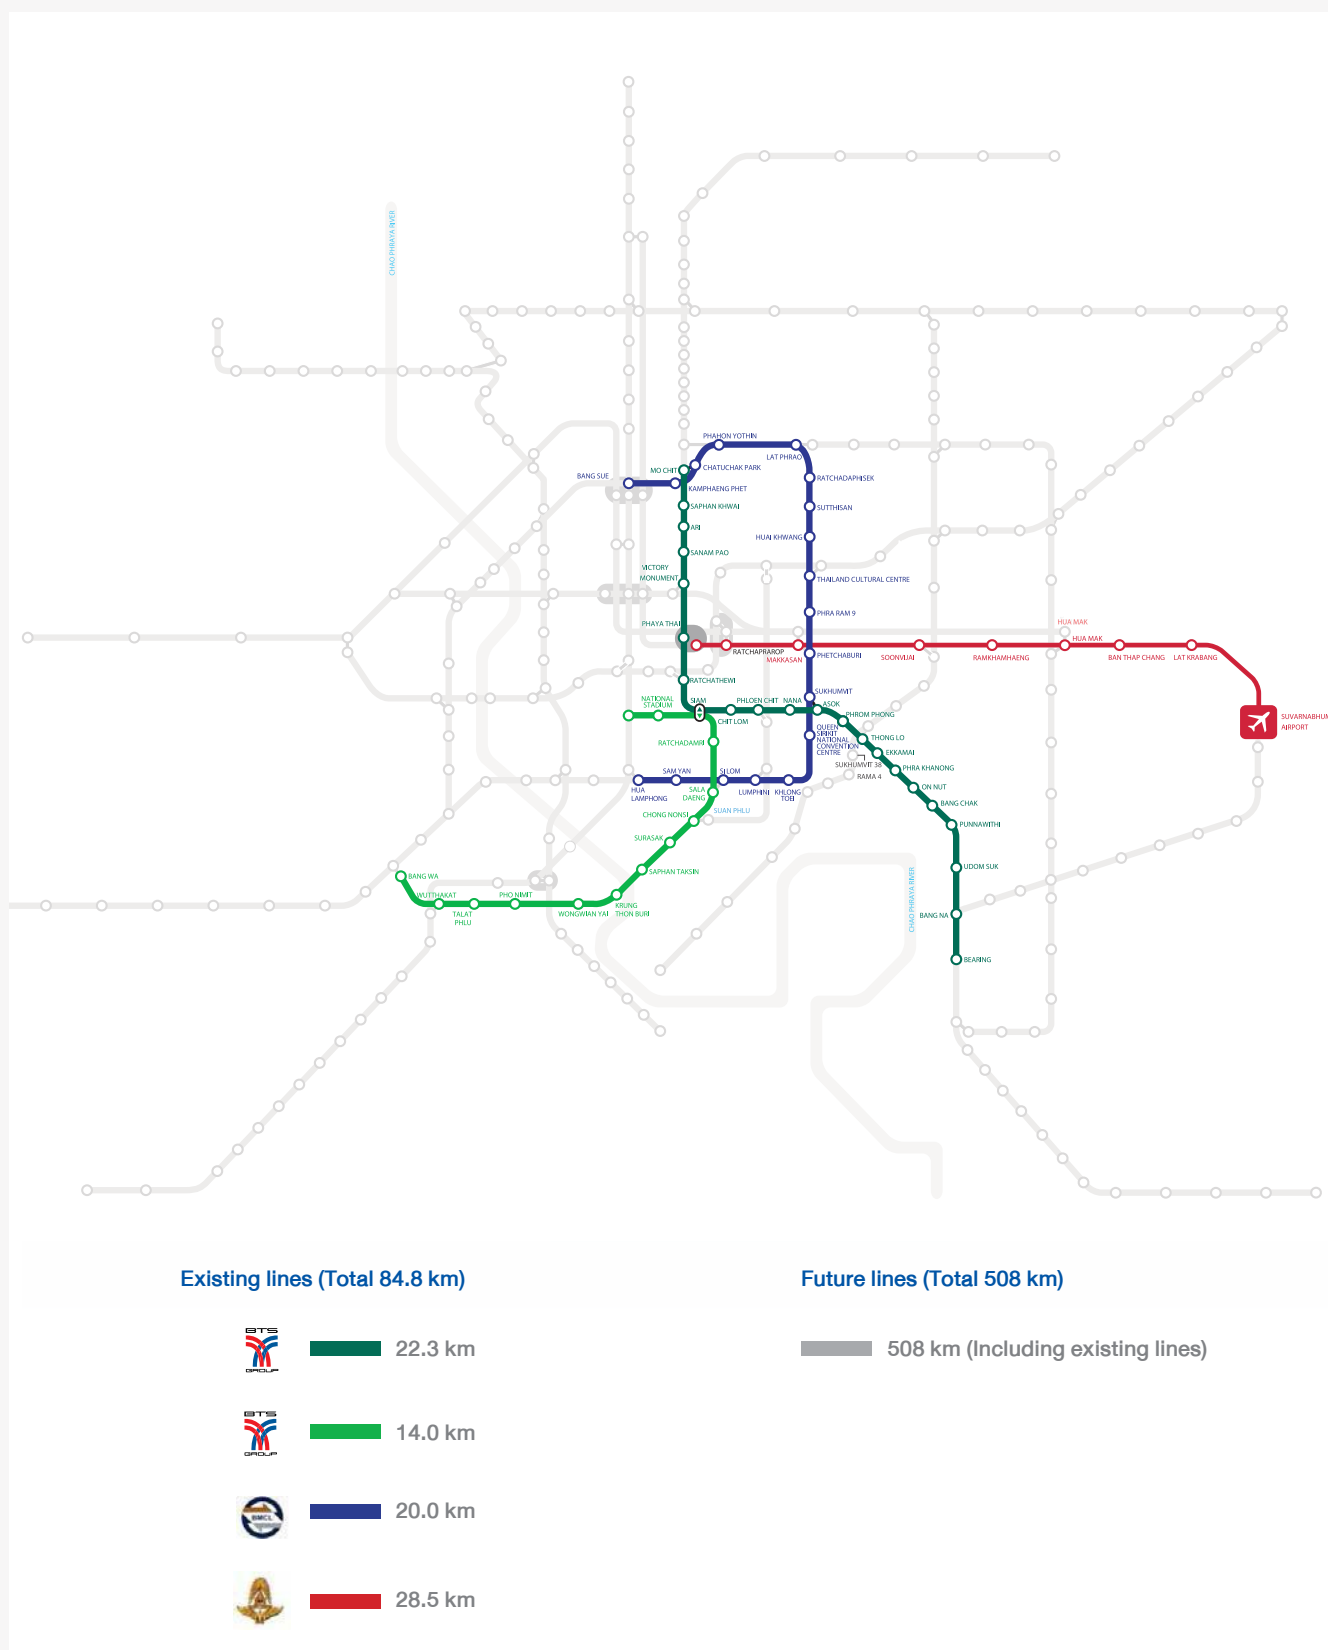 CHAO PHRAYA RIVER
PHAHON YOTHIN
LAT PHRAO
MO CHIT
CHATUCHAK PARK
BANG SUE
KAMPHAENG PHET
RATCHADAPHISEK
SAPHAN KHWAI
SUTTHISAN
ARI
HUAI KHWANG
SANAM PAO
VICTORY
MONUMENT
THAILAND CULTURAL CENTRE
PHRA RAM 9
PHAYA THAI
HUA MAK
HUA MAK
RATCHAPRAROP
MAKKASAN
PHETCHABURI
SOONVIJAI
RAMKHAMHAENG
BAN THAP CHANG
LAT KRABANG
RATCHATHEWI
SUKHUMVIT
NATIONAL
STADIUM
SIAM
PHLOEN CHIT
NANA
ASOK
CHIT LOM
PHROM PHONG
SUVARNABHUM
AIRPORT
QUEEN
SIRIKIT
NATIONAL
CONVENTION
CENTRE
RATCHADAMRI
THONG LO
EKKAMAI
SUKHUMVIT 38
RAMA 4
PHRA KHANONG
SAM YAN
SILOM
HUA
LAMPHONG
SALA
DAENG
LUMPHINI
KHLONG
TOEI
ON NUT
BANG CHAK
CHONG NONSI
SUAN PHLU
PUNNAWITHI
SURASAK
SAPHAN TAKSIN
UDOM SUK
BANG WA
WUTTHAKAT
PHO NIMIT
TALAT
PHLU
WONGWIAN YAI
KRUNG
THON BURI
CHAO PHRAYA RIVER
BANG NA
BEARING
Existing lines (Total 84.8 km)
Future lines (Total 508 km)
BTS
GROUP
22.3 km
508 km (Including existing lines)
BTS
GROUP
14.0 km
BMCL
20.0 km
28.5 km